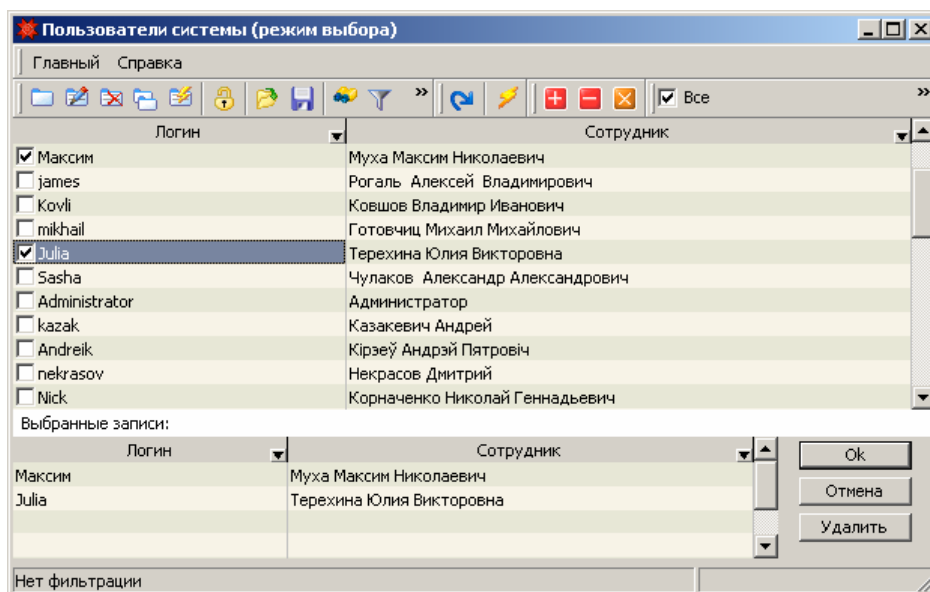 Пользователи системы (режим выбора)
Главный Справка
» Все »
Логин Сотрудник
Максим Муха Максим Николаевич
james Рогаль Алексей Владимирович
Kovli Ковшов Владимир Иванович
mikhail Готовчиц Михаил Михайлович
Julia Терехина Юлия Викторовна
Sasha Чулаков Александр Александрович
Administrator Администратор
kazak Казакевич Андрей
Andreik Кірэеў Андрэй Пятровіч
nekrasov Некрасов Дмитрий
Nick Корначенко Николай Геннадьевич
Выбранные записи:
Логин Сотрудник
Максим Муха Максим Николаевич
Julia Терехина Юлия Викторовна
Ok
Отмена
Удалить
Нет фильтрации